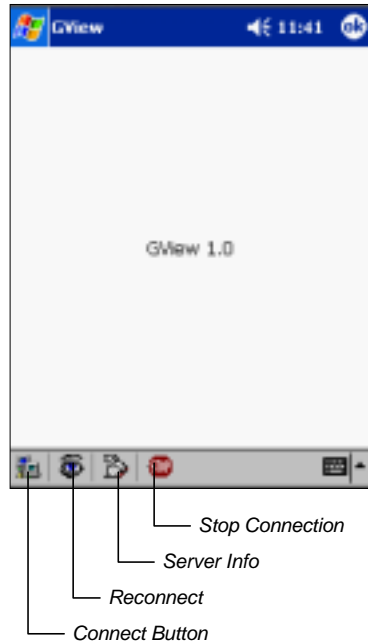 GView 11:41 ok
GView 1.0
Stop Connection
Server Info
Reconnect
Connect Button